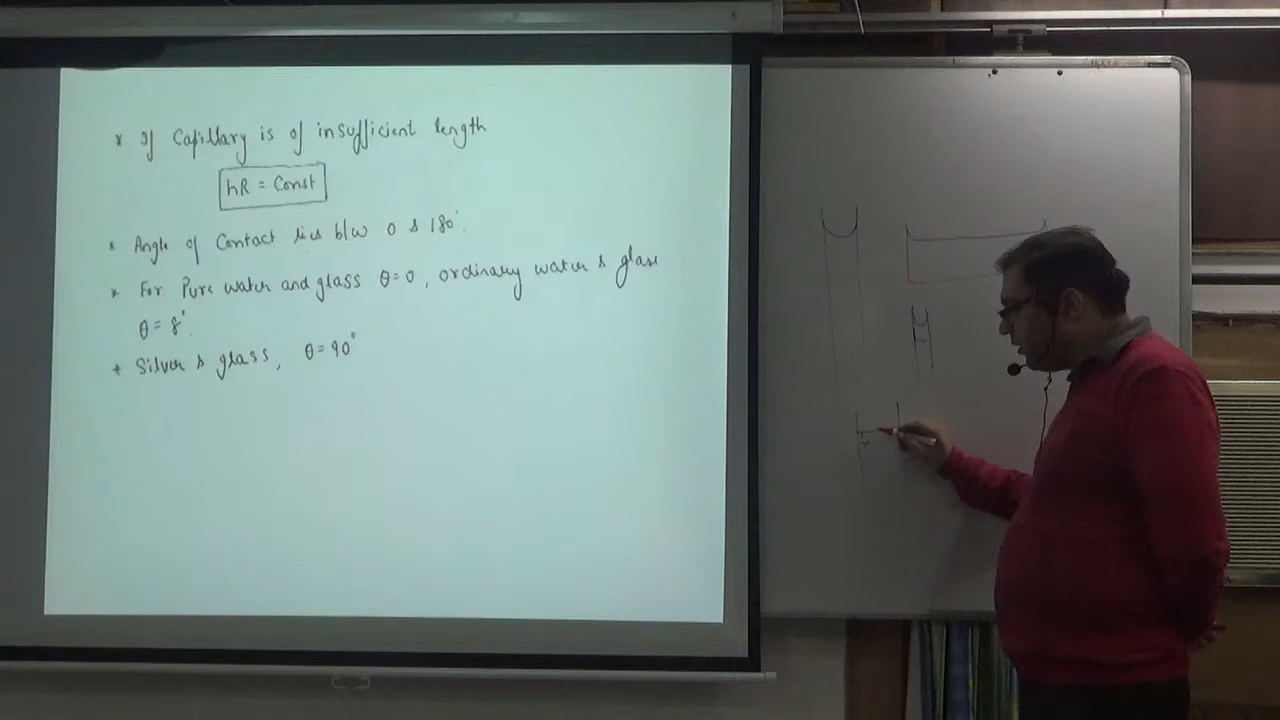 * If Capillary is of insufficient length
hR = Const
* Angle of Contact lies b/w 0 & 180°.
* For Pure water and glass θ=0, ordinary water & glass
θ = 8°.
* Silver & glass, θ=90°